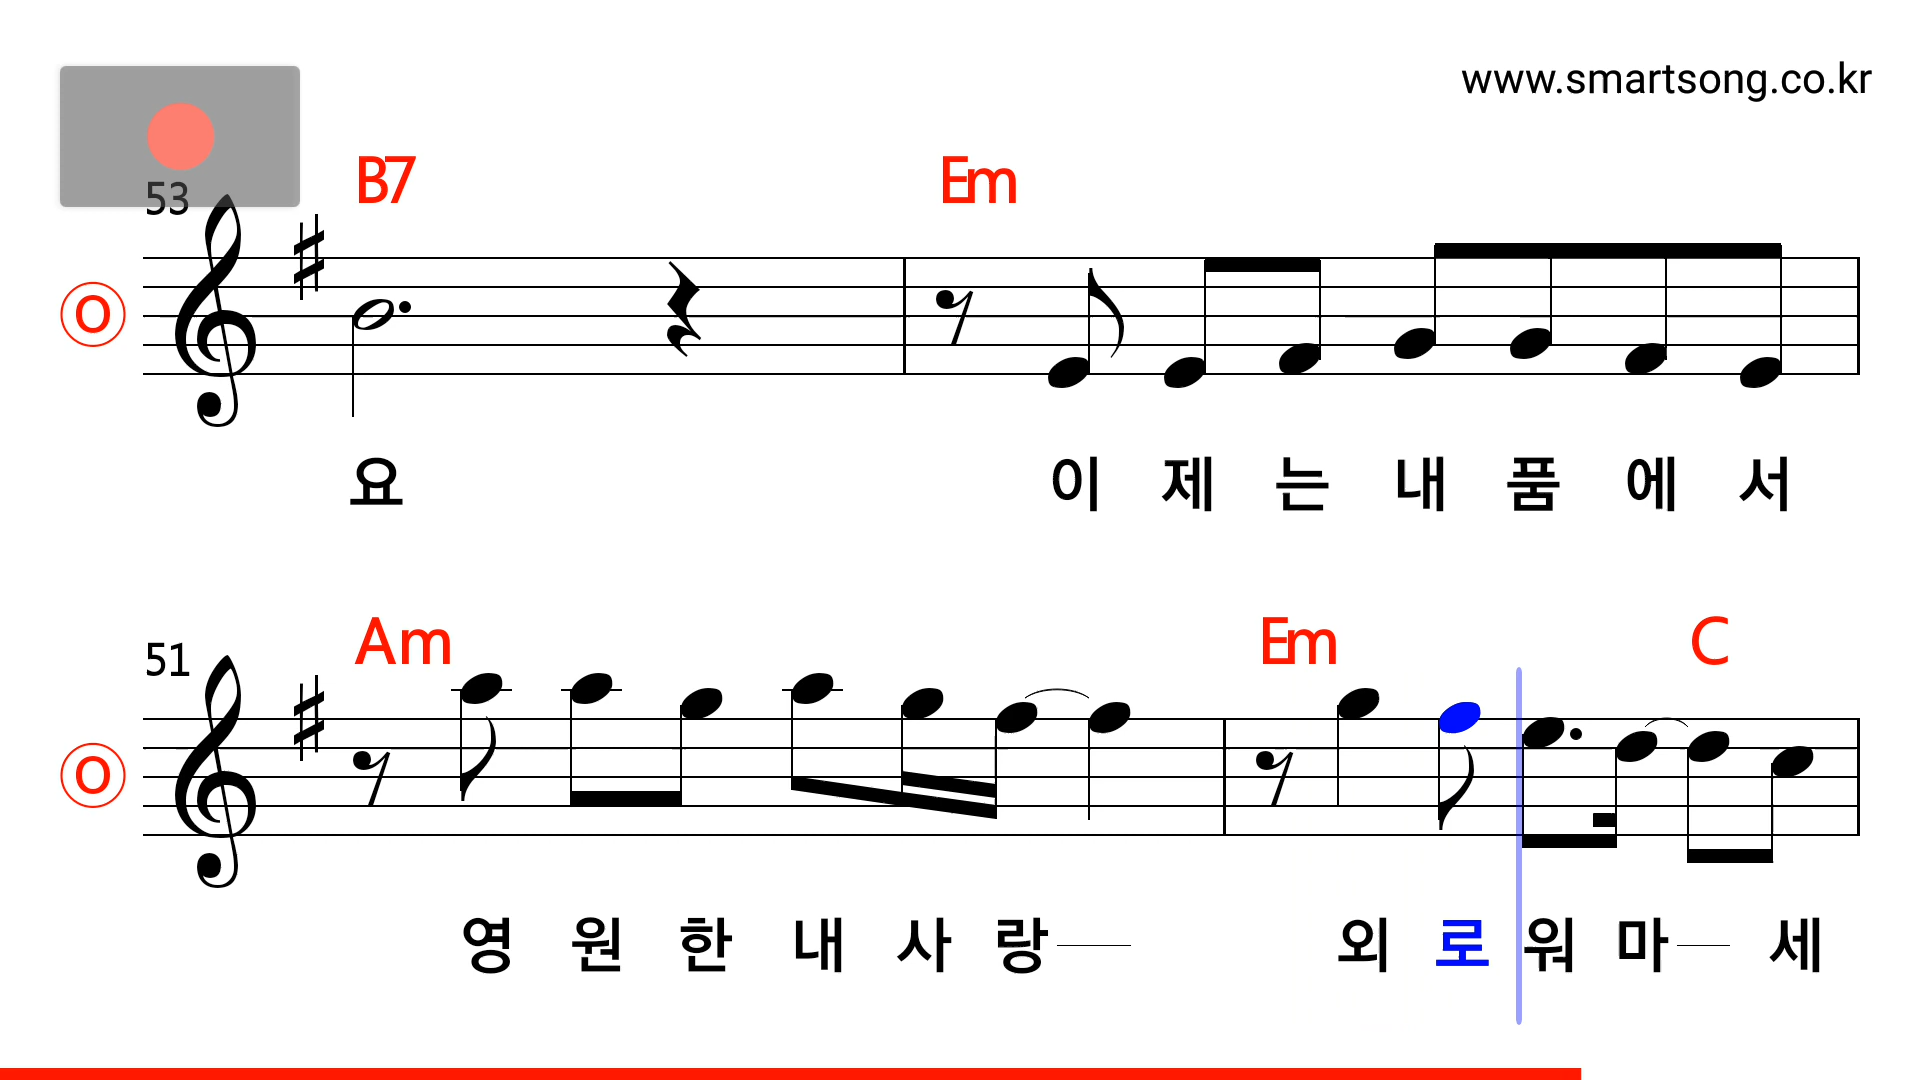 www.smartsong.co.kr
53
B7 Em
o
요 이 제 는 내 품 에 서
51
Am Em C
o
영 원 한 내 사 랑 외 로 워 마 세